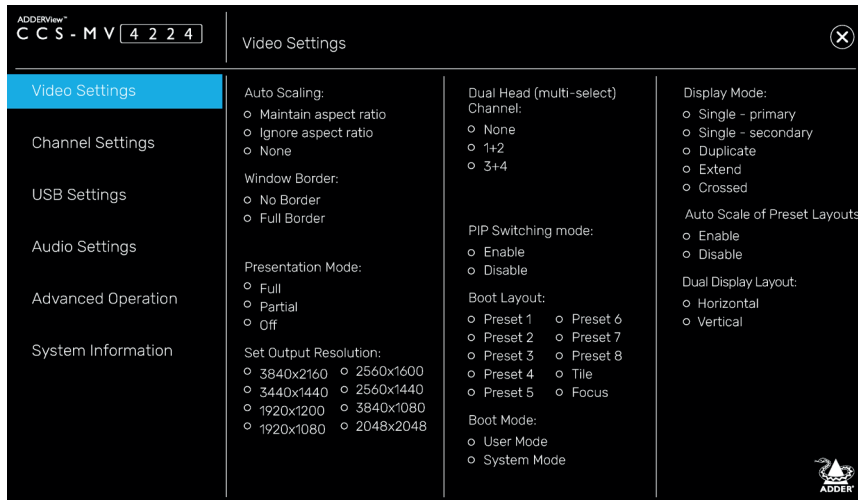 ADDERView™
CCS-MV4224
Video Settings
Video Settings
Channel Settings
USB Settings
Audio Settings
Advanced Operation
System Information
Auto Scaling:
Maintain aspect ratio
Ignore aspect ratio
None
Window Border:
No Border
Full Border
Presentation Mode:
Full
Partial
Off
Set Output Resolution:
3840x2160 2560x1600
3440x1440 2560x1440
1920x1200 3840x1080
1920x1080 2048x2048
Dual Head (multi-select)
Channel:
None
1+2
3+4
PIP Switching mode:
Enable
Disable
Boot Layout:
Preset 1 Preset 6
Preset 2 Preset 7
Preset 3 Preset 8
Preset 4 Tile
Preset 5 Focus
Boot Mode:
User Mode
System Mode
Display Mode:
Single - primary
Single - secondary
Duplicate
Extend
Crossed
Auto Scale of Preset Layouts
Enable
Disable
Dual Display Layout:
Horizontal
Vertical
ADDER®